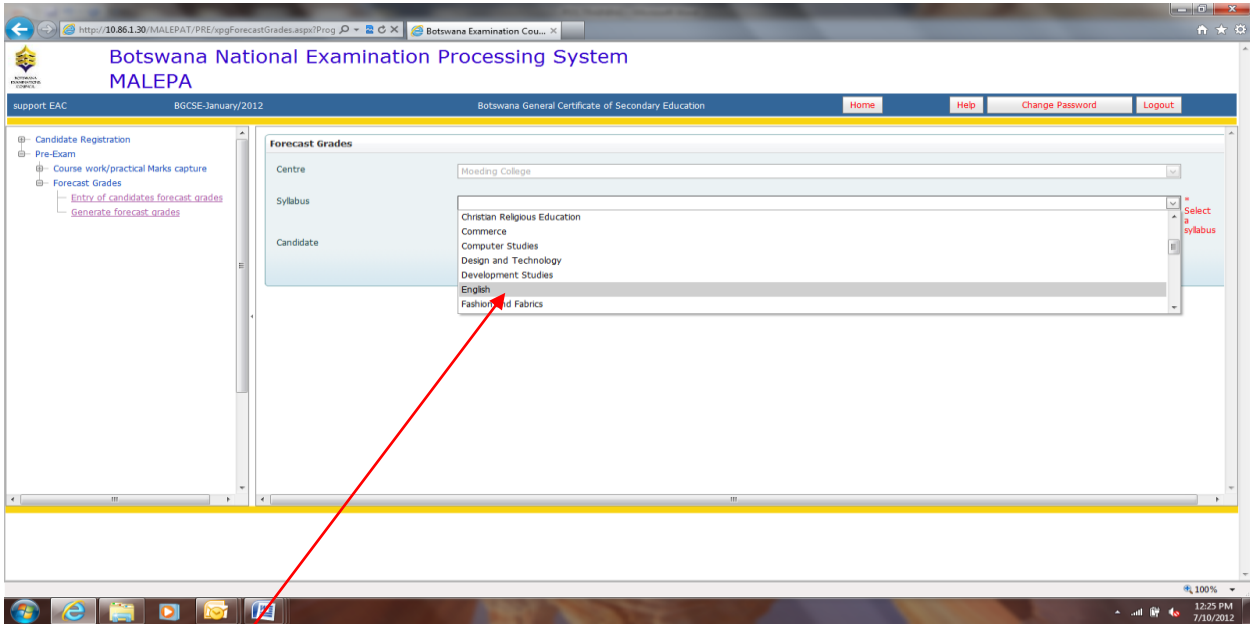 http://10.86.1.30/MALEPAT/PRE/xpgForecastGrades.aspx?Prog
Botswana Examination Cou...
Botswana National Examination Processing System
MALEPA
BOTSWANA
EXAMINATIONS
COUNCIL
support EAC
BGCSE-January/2012
Botswana General Certificate of Secondary Education
Home
Help
Change Password
Logout
Candidate Registration
Pre-Exam
Course work/practical Marks capture
Forecast Grades
Entry of candidates forecast grades
Generate forecast grades
Forecast Grades
Centre
Moeding College
Syllabus
* Select a syllabus
Christian Religious Education
Commerce
Computer Studies
Design and Technology
Development Studies
English
Fashion and Fabrics
Candidate
100%
12:25 PM
7/10/2012